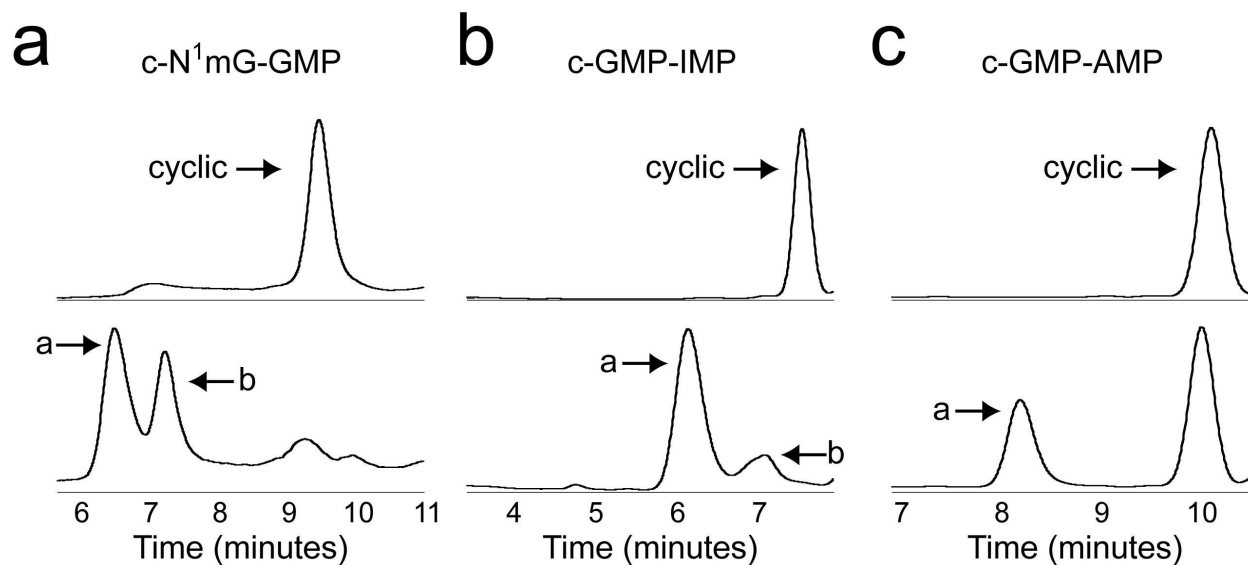 a
c-N¹mG-GMP
cyclic
a
b
6 7 8 9 10 11
Time (minutes)
b
c-GMP-IMP
cyclic
a
b
4 5 6 7
Time (minutes)
c
c-GMP-AMP
cyclic
a
7 8 9 10
Time (minutes)